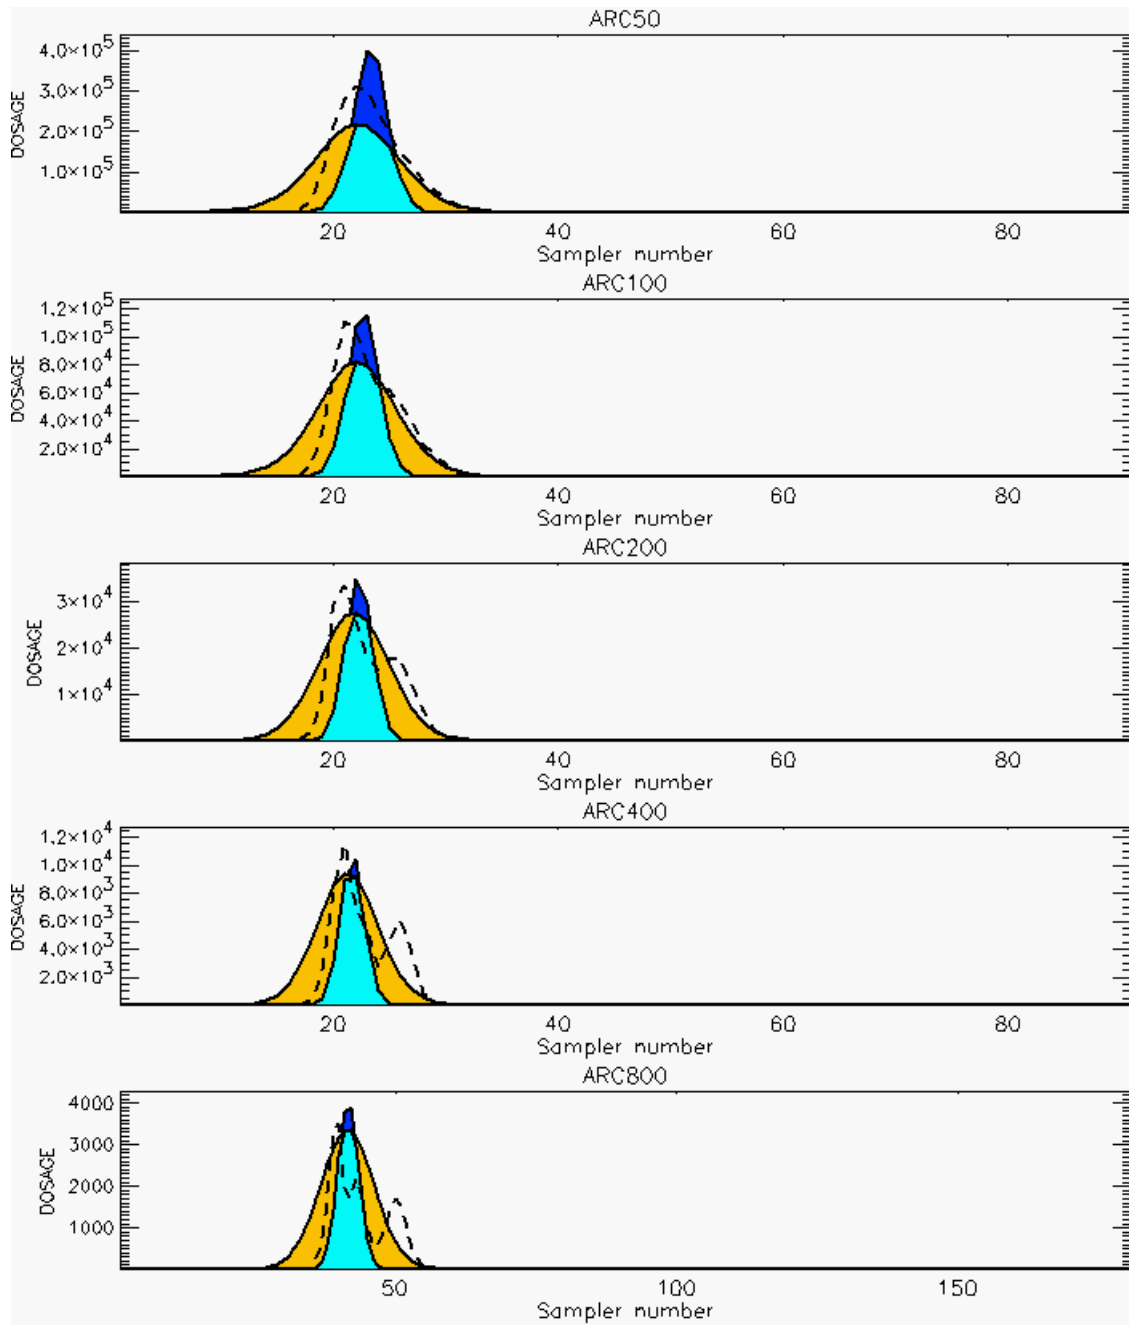 ARC50
DOSAGE
4.0×10^5
3.0×10^5
2.0×10^5
1.0×10^5
20 40 60 80
Sampler number
ARC100
DOSAGE
1.2×10^5
1.0×10^5
8.0×10^4
6.0×10^4
4.0×10^4
2.0×10^4
20 40 60 80
Sampler number
ARC200
DOSAGE
3×10^4
2×10^4
1×10^4
20 40 60 80
Sampler number
ARC400
DOSAGE
1.2×10^4
1.0×10^4
8.0×10^3
6.0×10^3
4.0×10^3
2.0×10^3
20 40 60 80
Sampler number
ARC800
DOSAGE
4000
3000
2000
1000
50 100 150
Sampler number